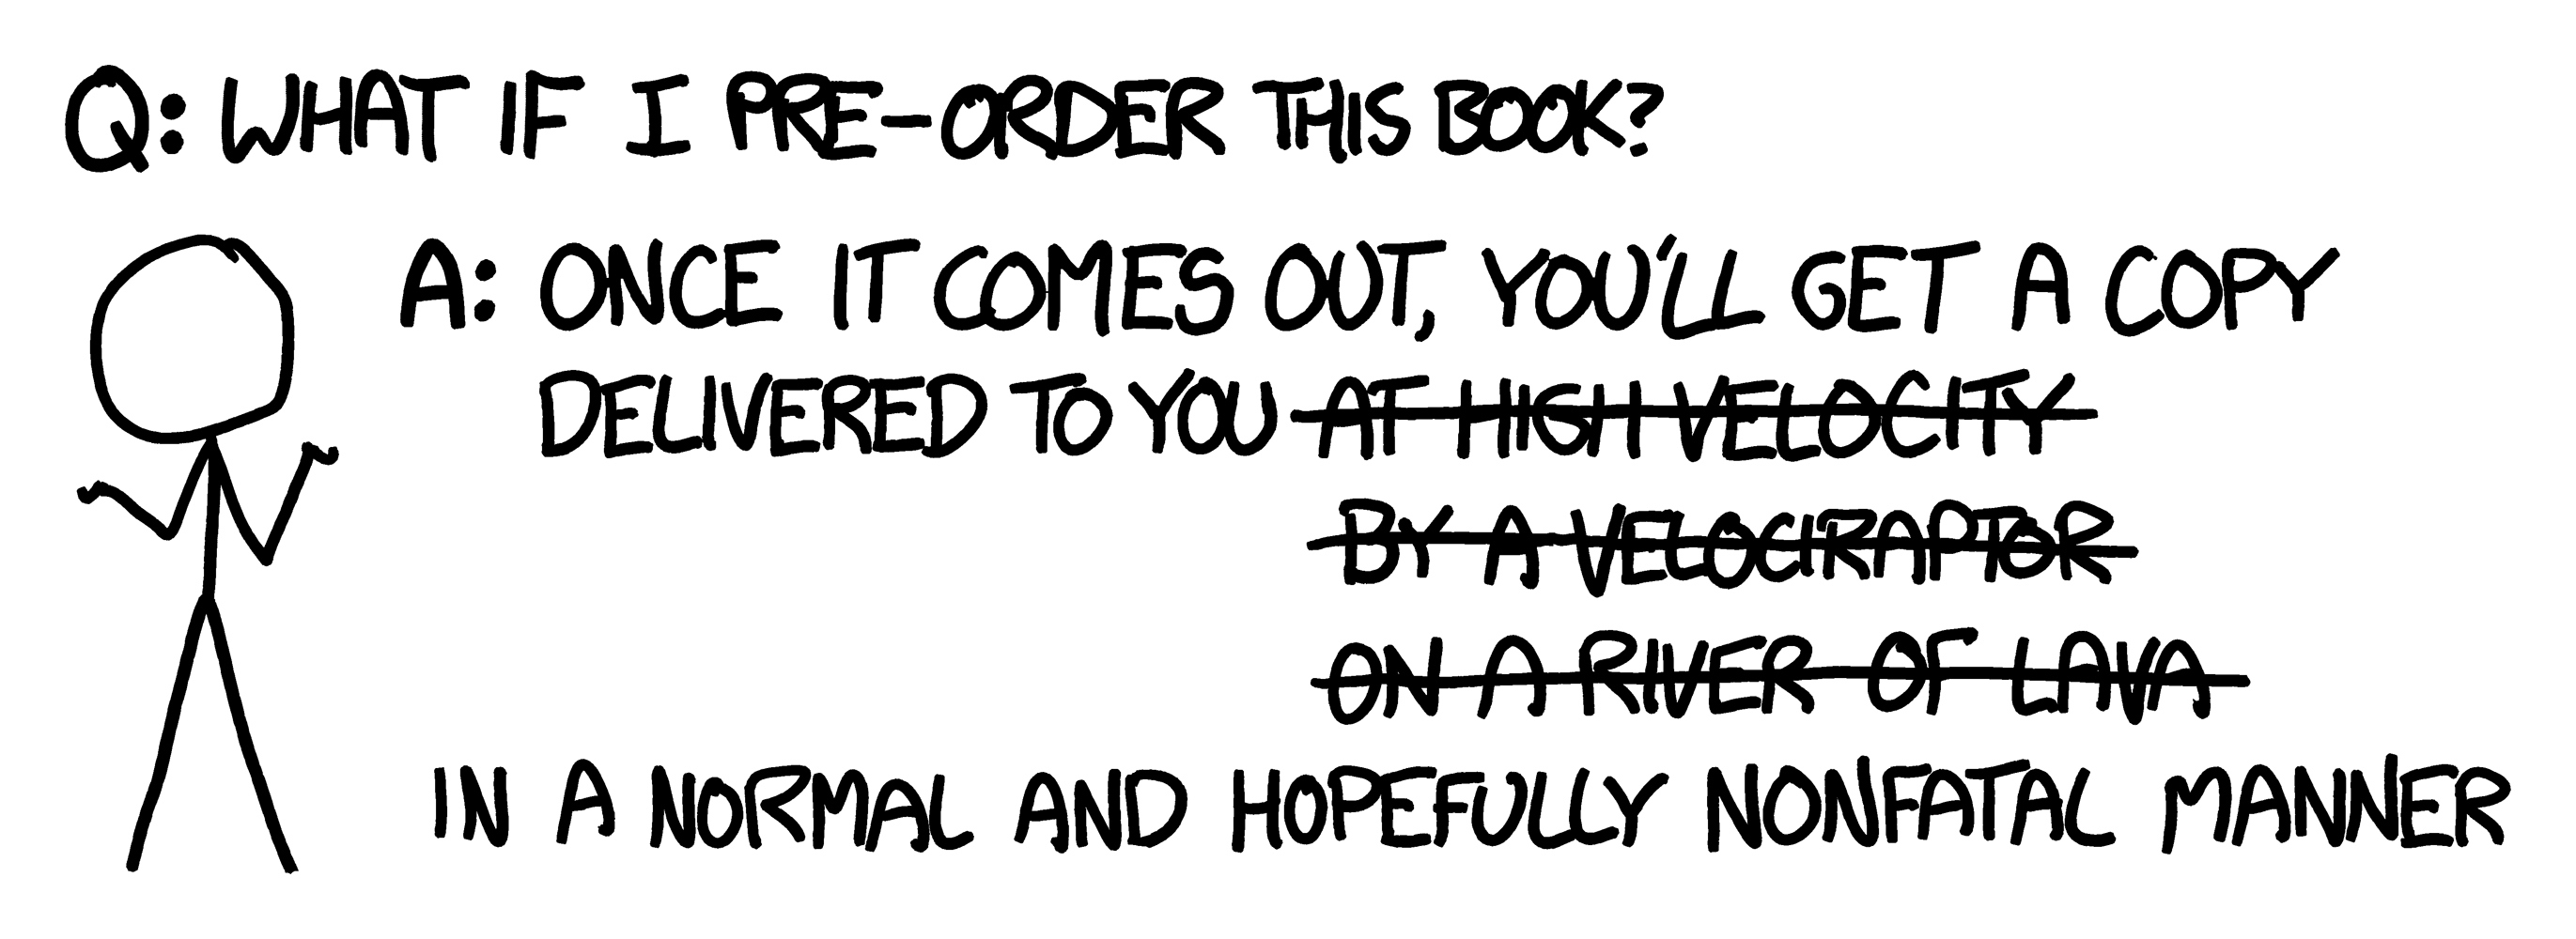 Q: WHAT IF I PRE-ORDER THIS BOOK?
A: ONCE IT COMES OUT, YOU'LL GET A COPY
DELIVERED TO YOU AT HIGH VELOCITY
BY A VELOCIRAPTOR
ON A RIVER OF LAVA
IN A NORMAL AND HOPEFULLY NONFATAL MANNER